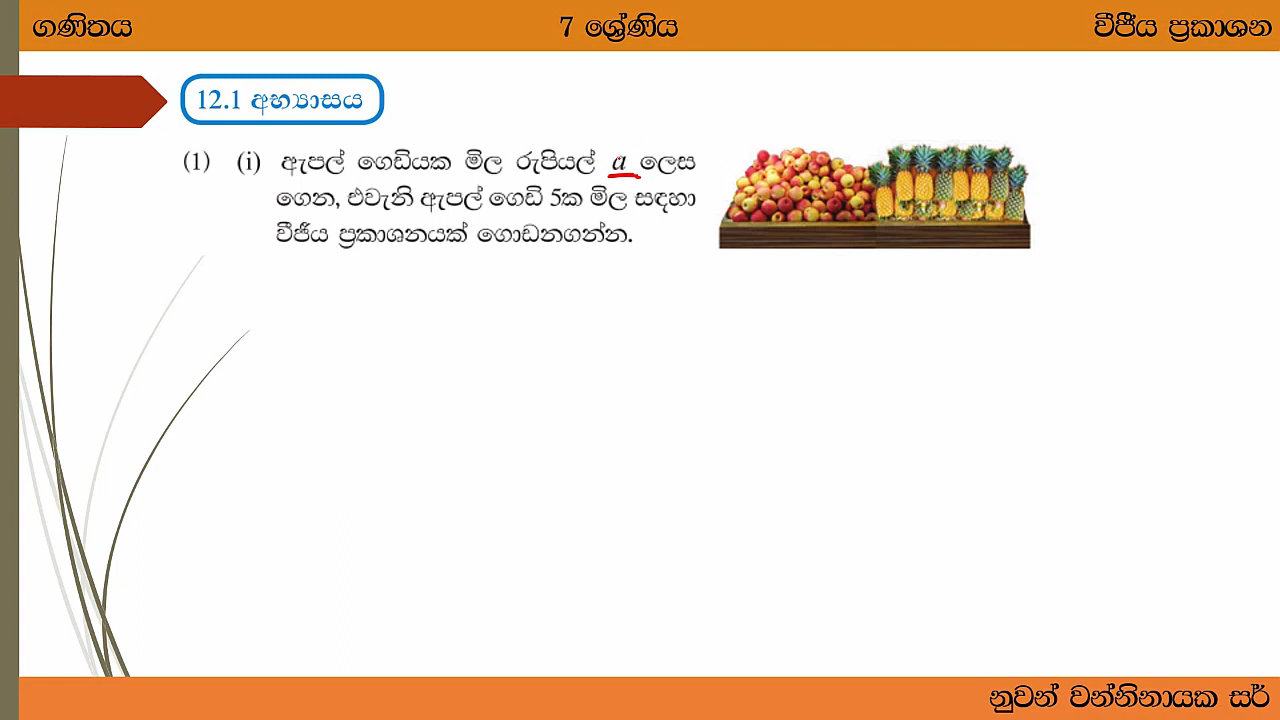 ගණිතය 7 ශ්‍රේණිය වීජීය ප්‍රකාශන
12.1 අභ්‍යාසය
(1) (i) ඇපල් ගෙඩියක මිල රුපියල් a ලෙස
ගෙන, එවැනි ඇපල් ගෙඩි 5ක මිල සඳහා
වීජීය ප්‍රකාශනයක් ගොඩනගන්න.
නුවන් වන්නිනායක සර්